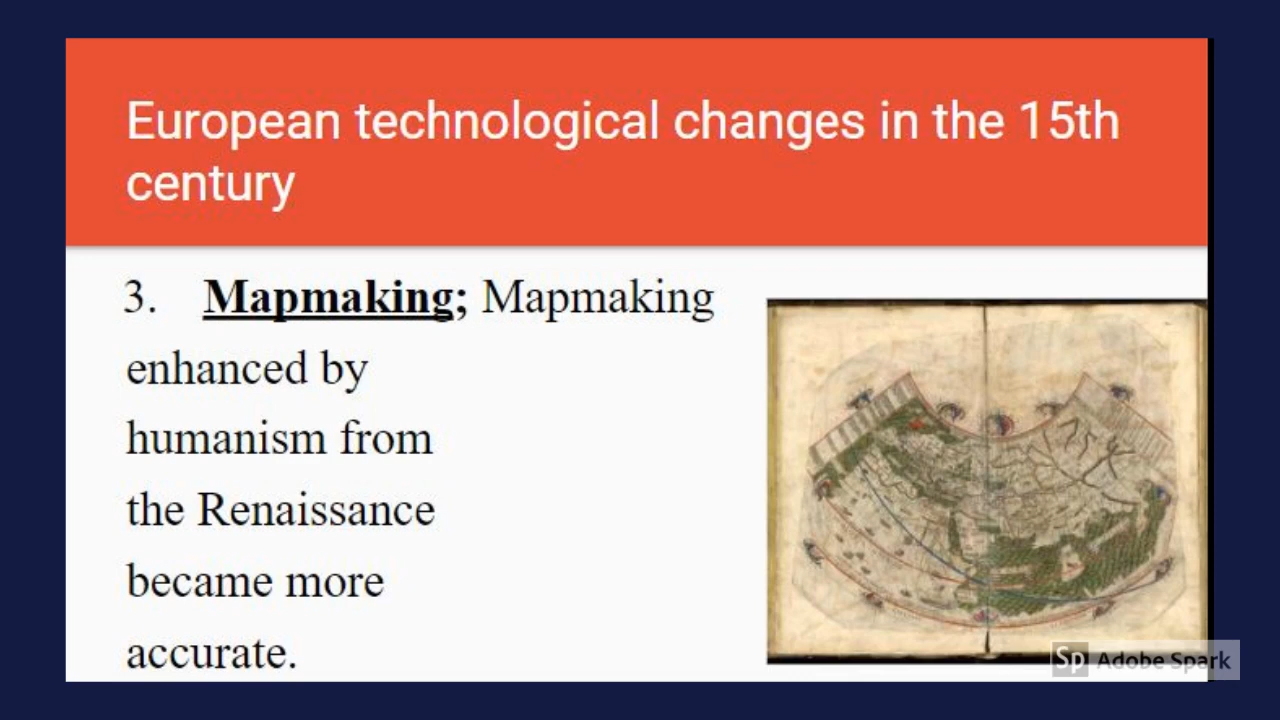 European technological changes in the 15th
century
3. Mapmaking; Mapmaking
enhanced by
humanism from
the Renaissance
became more
accurate.
Sp Adobe Spark